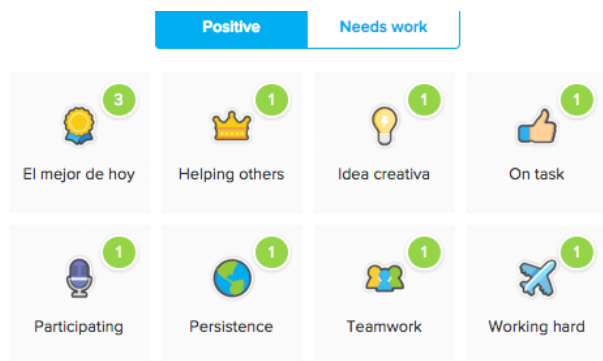 Positive Needs work
3 1 1 1
El mejor de hoy Helping others Idea creativa On task
1 1 1 1
Participating Persistence Teamwork Working hard